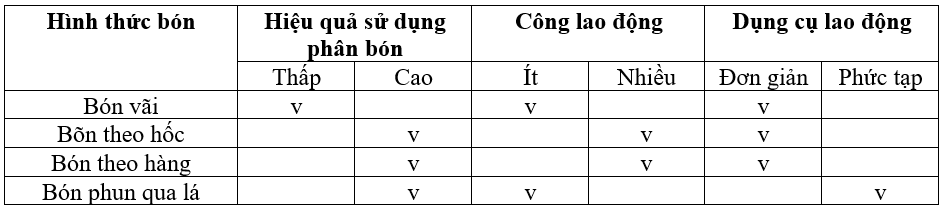 Hình thức bón | Hiệu quả sử dụng phân bón | Công lao động | Dụng cụ lao động
Thấp | Cao | Ít | Nhiều | Đơn giản | Phức tạp
Bón vãi | v | | v | | v |
Bõn theo hốc | | v | | v | v |
Bón theo hàng | | v | | v | v |
Bón phun qua lá | | v | v | | | v